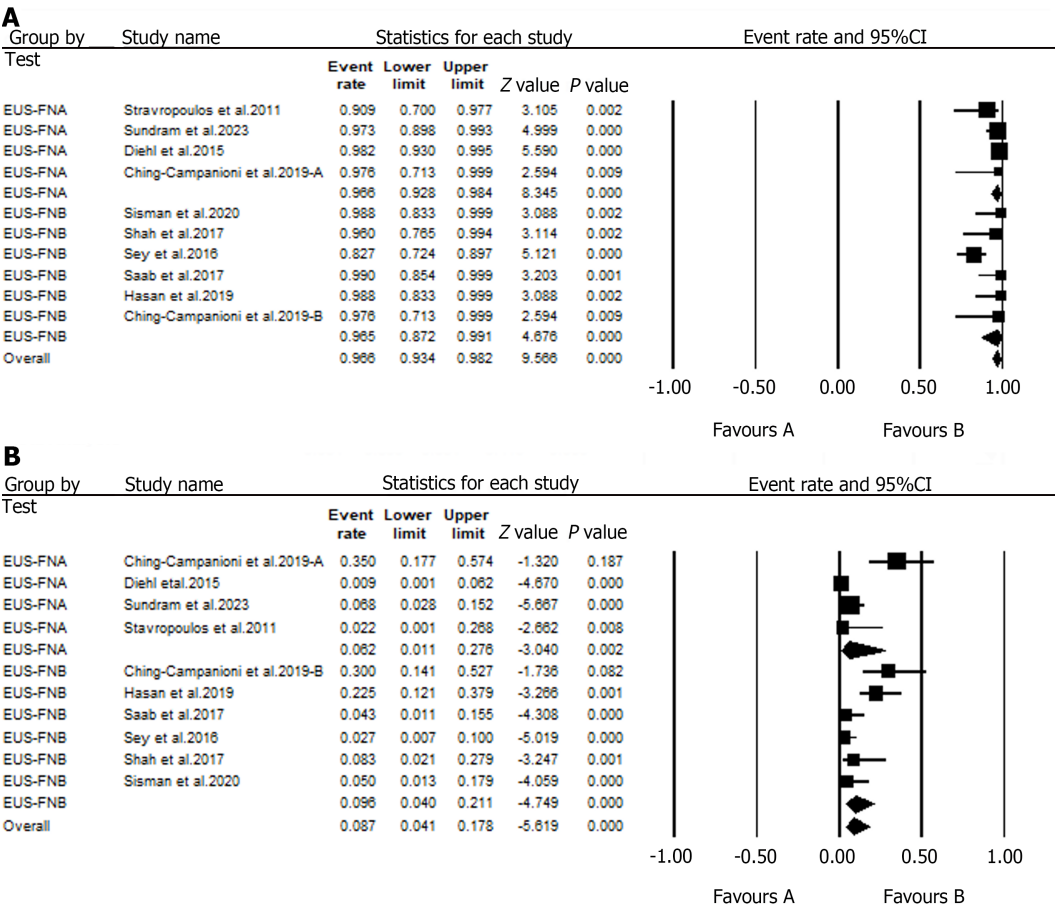 A
Group by Study name Statistics for each study Event rate and 95%CI
Test
Event rate Lower limit Upper limit Z value P value
EUS-FNA Stravropoulos et al.2011 0.909 0.700 0.977 3.105 0.002
EUS-FNA Sundram et al.2023 0.973 0.898 0.993 4.999 0.000
EUS-FNA Diehl et al.2015 0.982 0.930 0.995 5.590 0.000
EUS-FNA Ching-Campanioni et al.2019-A 0.976 0.713 0.999 2.594 0.009
EUS-FNA 0.966 0.928 0.984 8.345 0.000
EUS-FNB Sisman et al.2020 0.988 0.833 0.999 3.088 0.002
EUS-FNB Shah et al.2017 0.960 0.765 0.994 3.114 0.002
EUS-FNB Sey et al.2016 0.827 0.724 0.897 5.121 0.000
EUS-FNB Saab et al.2017 0.990 0.854 0.999 3.203 0.001
EUS-FNB Hasan et al.2019 0.988 0.833 0.999 3.088 0.002
EUS-FNB Ching-Campanioni et al.2019-B 0.976 0.713 0.999 2.594 0.009
EUS-FNB 0.965 0.872 0.991 4.676 0.000
Overall 0.966 0.934 0.982 9.566 0.000
-1.00 -0.50 0.00 0.50 1.00
Favours A Favours B
B
Group by Study name Statistics for each study Event rate and 95%CI
Test
Event rate Lower limit Upper limit Z value P value
EUS-FNA Ching-Campanioni et al.2019-A 0.350 0.177 0.574 -1.320 0.187
EUS-FNA Diehl etal.2015 0.009 0.001 0.062 -4.670 0.000
EUS-FNA Sundram et al.2023 0.068 0.028 0.152 -5.667 0.000
EUS-FNA Stavropoulos et al.2011 0.022 0.001 0.268 -2.662 0.008
EUS-FNA 0.062 0.011 0.276 -3.040 0.002
EUS-FNB Ching-Campanioni et al.2019-B 0.300 0.141 0.527 -1.736 0.082
EUS-FNB Hasan et al.2019 0.225 0.121 0.379 -3.266 0.001
EUS-FNB Saab et al.2017 0.043 0.011 0.155 -4.308 0.000
EUS-FNB Sey et al.2016 0.027 0.007 0.100 -5.019 0.000
EUS-FNB Shah et al.2017 0.083 0.021 0.279 -3.247 0.001
EUS-FNB Sisman et al.2020 0.050 0.013 0.179 -4.059 0.000
EUS-FNB 0.096 0.040 0.211 -4.749 0.000
Overall 0.087 0.041 0.178 -5.619 0.000
-1.00 -0.50 0.00 0.50 1.00
Favours A Favours B